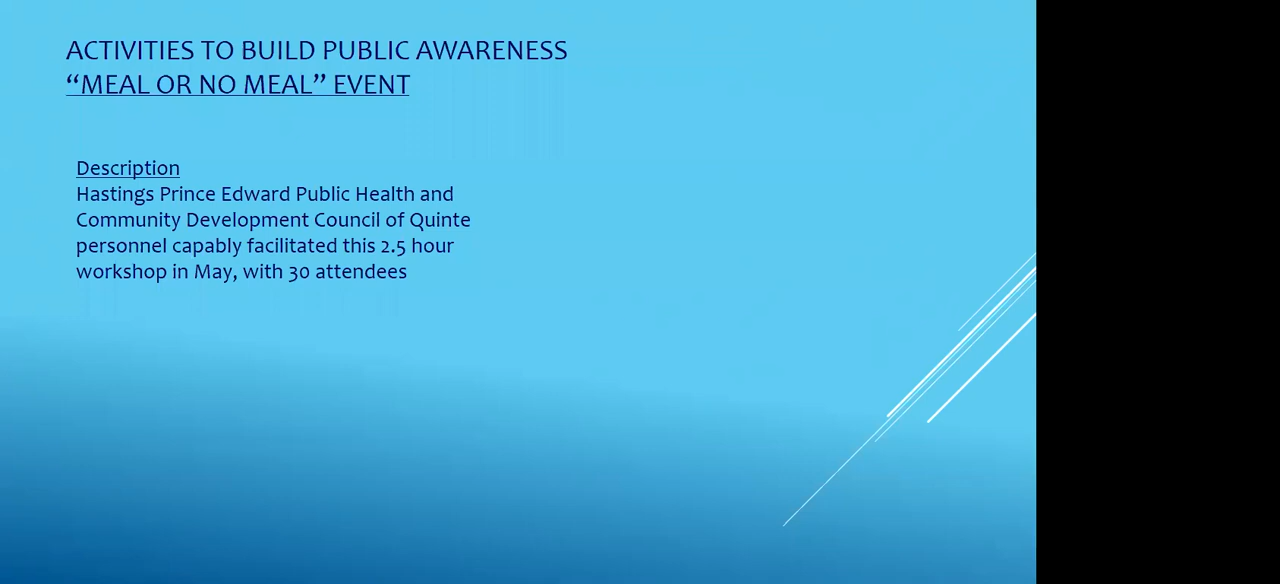 ACTIVITIES TO BUILD PUBLIC AWARENESS
“MEAL OR NO MEAL” EVENT
Description
Hastings Prince Edward Public Health and
Community Development Council of Quinte
personnel capably facilitated this 2.5 hour
workshop in May, with 30 attendees